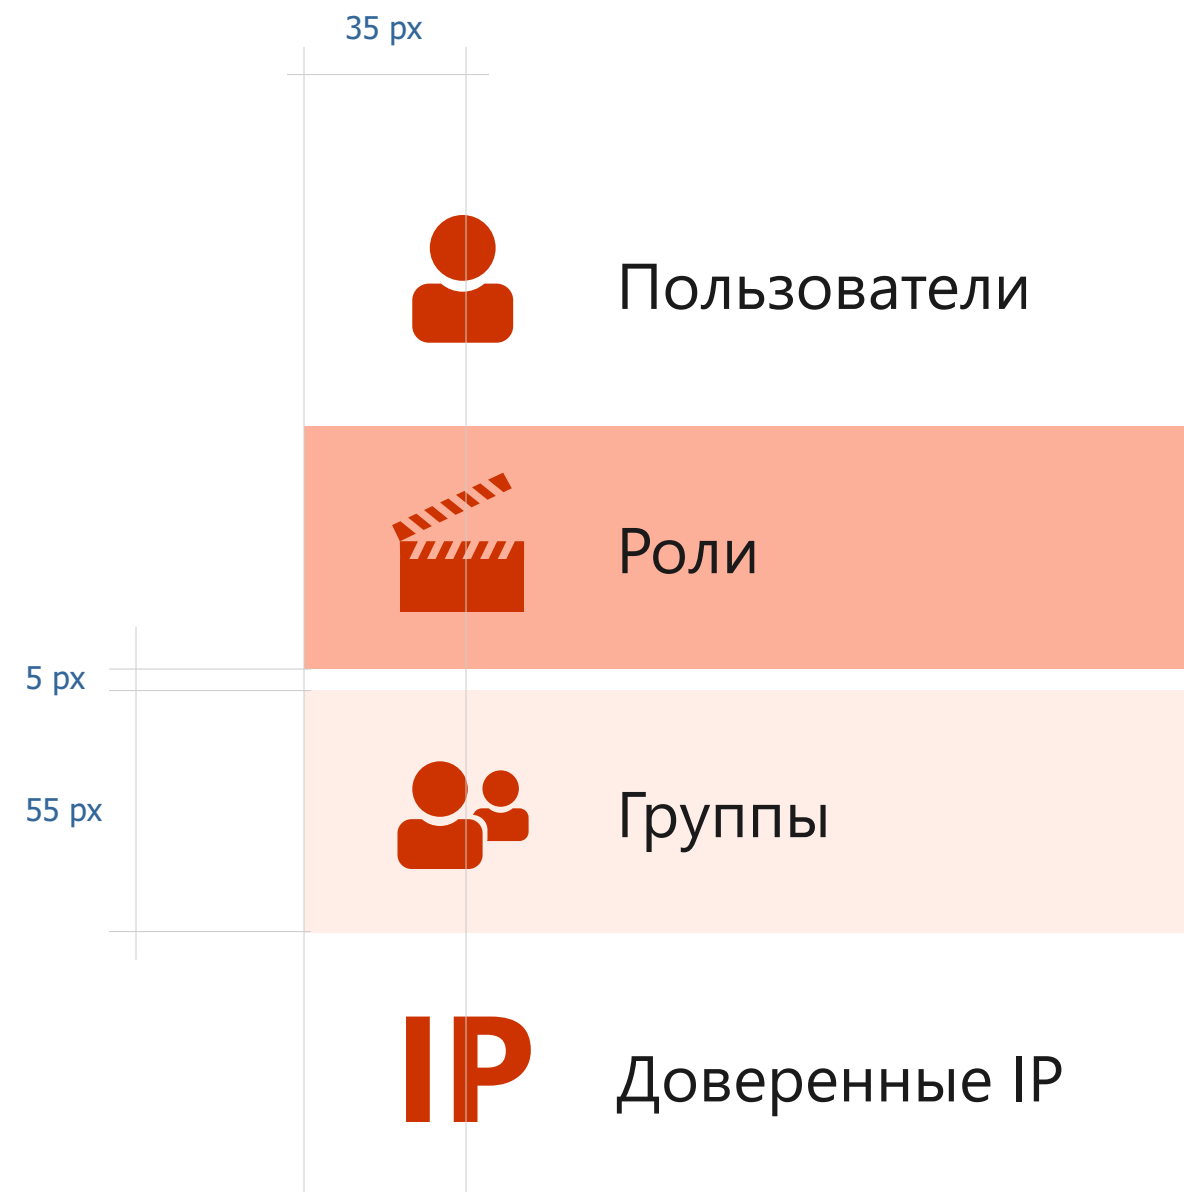 35 px
Пользователи
Роли
5 px
55 px
Группы
IP
Доверенные IP